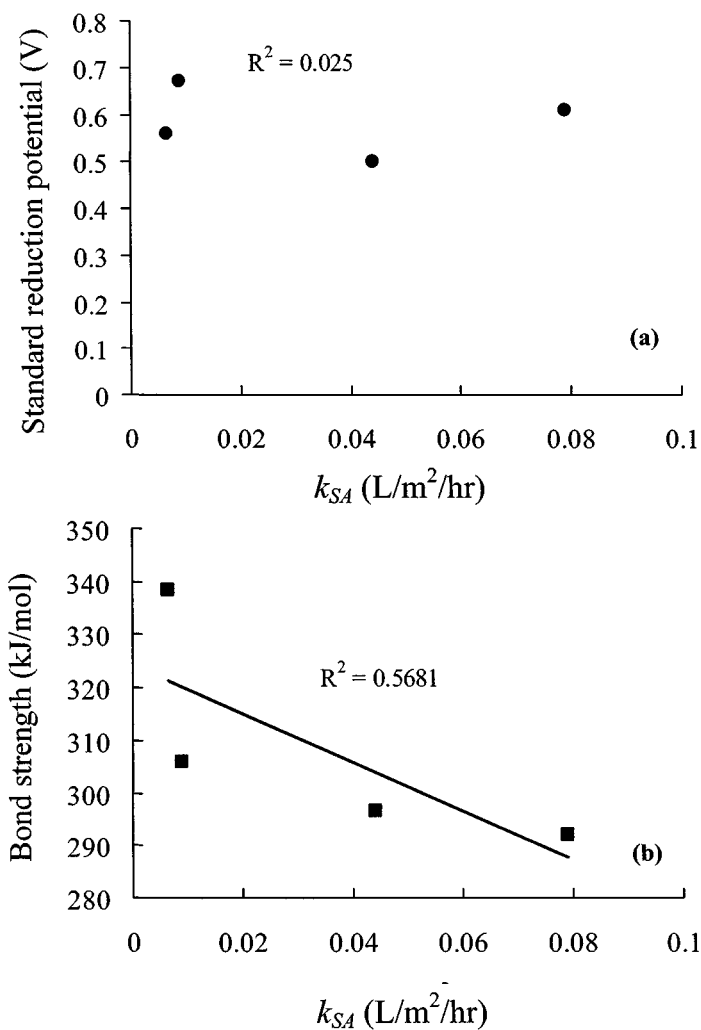 Standard reduction potential (V)
0.8
0.7
0.6
0.5
0.4
0.3
0.2
0.1
0
R² = 0.025
(a)
0 0.02 0.04 0.06 0.08 0.1
k_SA (L/m²/hr)
Bond strength (kJ/mol)
350
340
330
320
310
300
290
280
R² = 0.5681
(b)
0 0.02 0.04 0.06 0.08 0.1
k_SA (L/m²/hr)